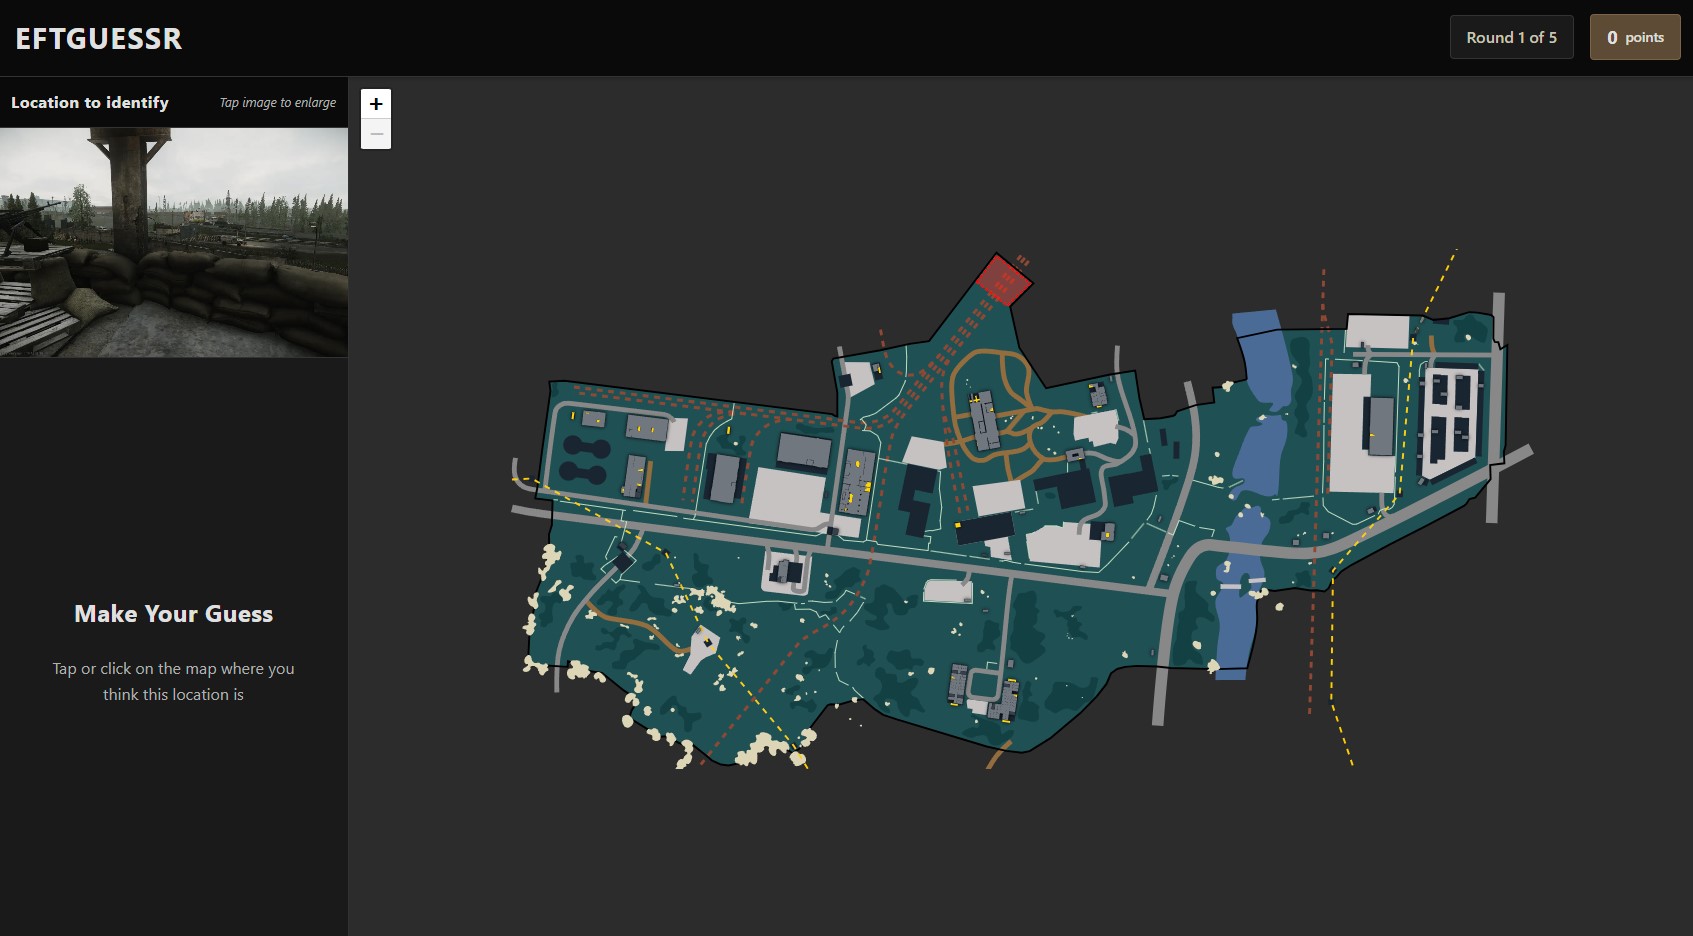 EFTGUESSR
Round 1 of 5
0 points
Location to identify
Tap image to enlarge
+
−
Make Your Guess
Tap or click on the map where you
think this location is